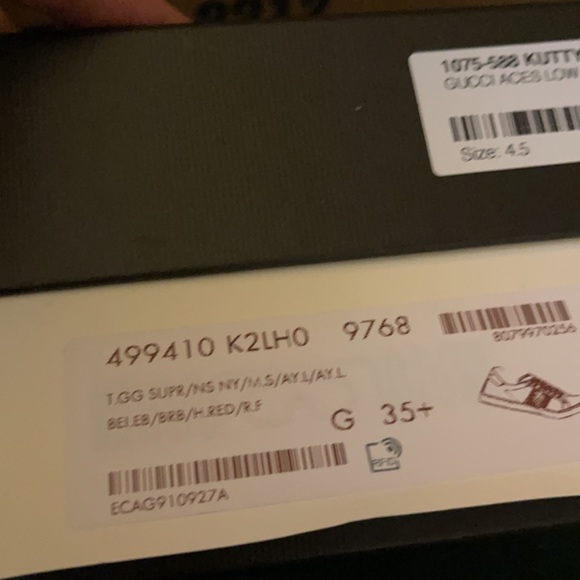 1075-588 KUTTY
GUCCI ACES LOW
Size: 4.5
499410 K2LH0 9768
8079970256
T.GG SUPR/NS NY/M.S/AY.L/AY.L
BEI.EB/BRB/H.RED/R.F
G 35+
RFID
ECAG910927A